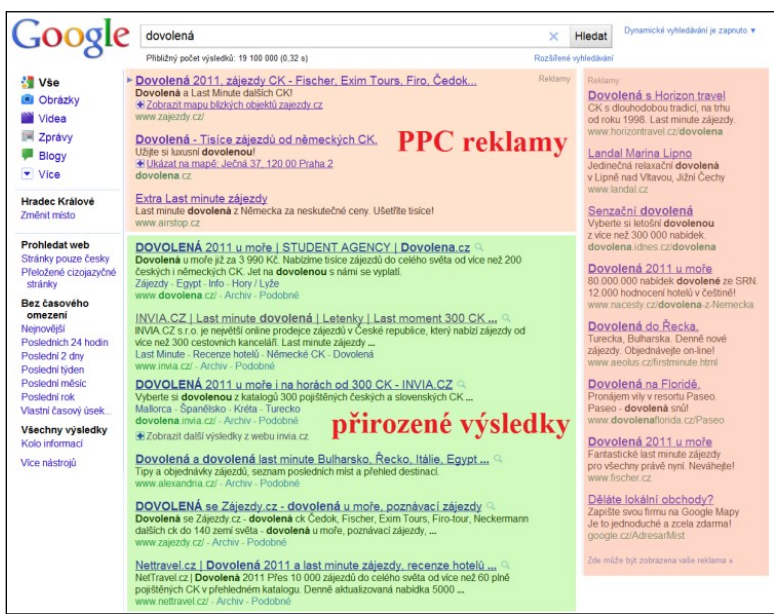 Google
dovolená
Hledat
Dynamické vyhledávání je zapnuto ▼
Přibližný počet výsledků: 19 100 000 (0,32 s)
Rozšířené vyhledávání
Vše
Obrázky
Videa
Zprávy
Blogy
Více
Hradec Králové
Změnit místo
Prohledat web
Stránky pouze česky
Přeložené cizojazyčné
stránky
Bez časového
omezení
Nejnovější
Posledních 24 hodin
Poslední 2 dny
Poslední týden
Poslední měsíc
Poslední rok
Vlastní časový úsek...
Všechny výsledky
Kolo informací
Více nástrojů
Dovolená 2011, zájezdy CK - Fischer, Exim Tours, Firo, Čedok...
Reklamy
Dovolená a Last Minute dalších CK!
Zobrazit mapu blízkých objektů zajezdy.cz
www.zajezdy.cz/
Dovolená - Tisíce zájezdů od německých CK.
Užijte si luxusní dovolenou!
Ukázat na mapě: Ječná 37, 120 00 Praha 2
dovolena.cz
PPC reklamy
Extra Last minute zájezdy
Last minute dovolená z Německa za neskutečné ceny. Ušetříte tisíce!
www.airstop.cz
DOVOLENÁ 2011 u moře | STUDENT AGENCY | Dovolena.cz
Dovolená u moře již za 3 990 Kč. Nabízíme tisíce zájezdů do celého světa od více než 200
českých i německých CK. Jet na dovolenou s námi se vyplatí.
Zájezdy - Egypt - Info - Hory / Lyže
www.dovolena.cz/ - Archiv - Podobné
INVIA.CZ | Last minute dovolená | Letenky | Last moment 300 CK ...
INVIA.CZ s.r.o. je největší online prodejce zájezdů v České republice, který nabízí zájezdy od
více než 300 cestovních kanceláří. Last minute zájezdy ...
Last Minute - Recenze hotelů - Německé CK - Dovolená
www.invia.cz/ - Archiv - Podobné
DOVOLENÁ 2011 u moře i na horách od 300 CK - INVIA.CZ
Vyberte si dovolenou z katalogů 300 pojištěných českých a slovenských CK ...
Mallorca - Španělsko - Kréta - Turecko
dovolena.invia.cz/ - Archiv - Podobné
Zobrazit další výsledky z webu invia.cz
přirozené výsledky
Dovolená a dovolená last minute Bulharsko, Řecko, Itálie, Egypt ...
Tipy a objednávky zájezdů, seznam posledních míst a přehled destinací.
www.alexandria.cz/ - Archiv - Podobné
DOVOLENÁ se Zájezdy.cz - dovolená u moře, poznávací zájezdy
Dovolená se Zájezdy.cz - dovolená ck Čedok, Fischer, Exim Tours, Firo-tour, Neckermann
dalších ck do 140 zemí světa - dovolená u moře, poznávací zájezdy, ...
www.zajezdy.cz/ - Archiv - Podobné
Nettravel.cz | Dovolená 2011 a last minute zájezdy, recenze hotelů ...
NetTravel.cz | Dovolená 2011 Přes 10 000 zájezdů do celého světa od více než 60 plně
pojištěných CK v přehledném katalogu. Denně aktualizovaná nabídka 5000 ...
www.nettravel.cz/ - Archiv - Podobné
Reklamy
Dovolená s Horizon travel
CK s dlouhodobou tradicí, na trhu
od roku 1998. Last minute zájezdy.
www.horizontravel.cz/dovolena
Landal Marina Lipno
Jedinečná relaxační dovolená
v Lipně nad Vltavou, Jižní Čechy
www.landal.cz
Senzační dovolená
Vyberte si letošní dovolenou
z více než 300 000 nabídek.
dovolena.idnes.cz/dovolena
Dovolená 2011 u moře
80.000.000 nabídek dovolené ze SRN.
12.000 hodnocení hotelů v češtině!
www.nacesty.cz/dovolena-z-Nemecka
Dovolená do Řecka,
Turecka, Bulharska. Denně nové
zájezdy. Objednávejte on-line!
www.aeolus.cz/firstminute.html
Dovolená na Floridě.
Pronájem vily v resortu Paseo.
Paseo - dovolená snů!
www.dovolenaflorida.cz/Paseo
Dovolená 2011 u moře
Fantastické last minute zájezdy
pro všechny právě nyní. Neváhejte!
www.fischer.cz
Děláte lokální obchody?
Zapište svou firmu na Google Mapy
Je to jednoduché a zcela zdarma!
google.cz/AdresarMist
Zde může být zobrazena vaše reklama »